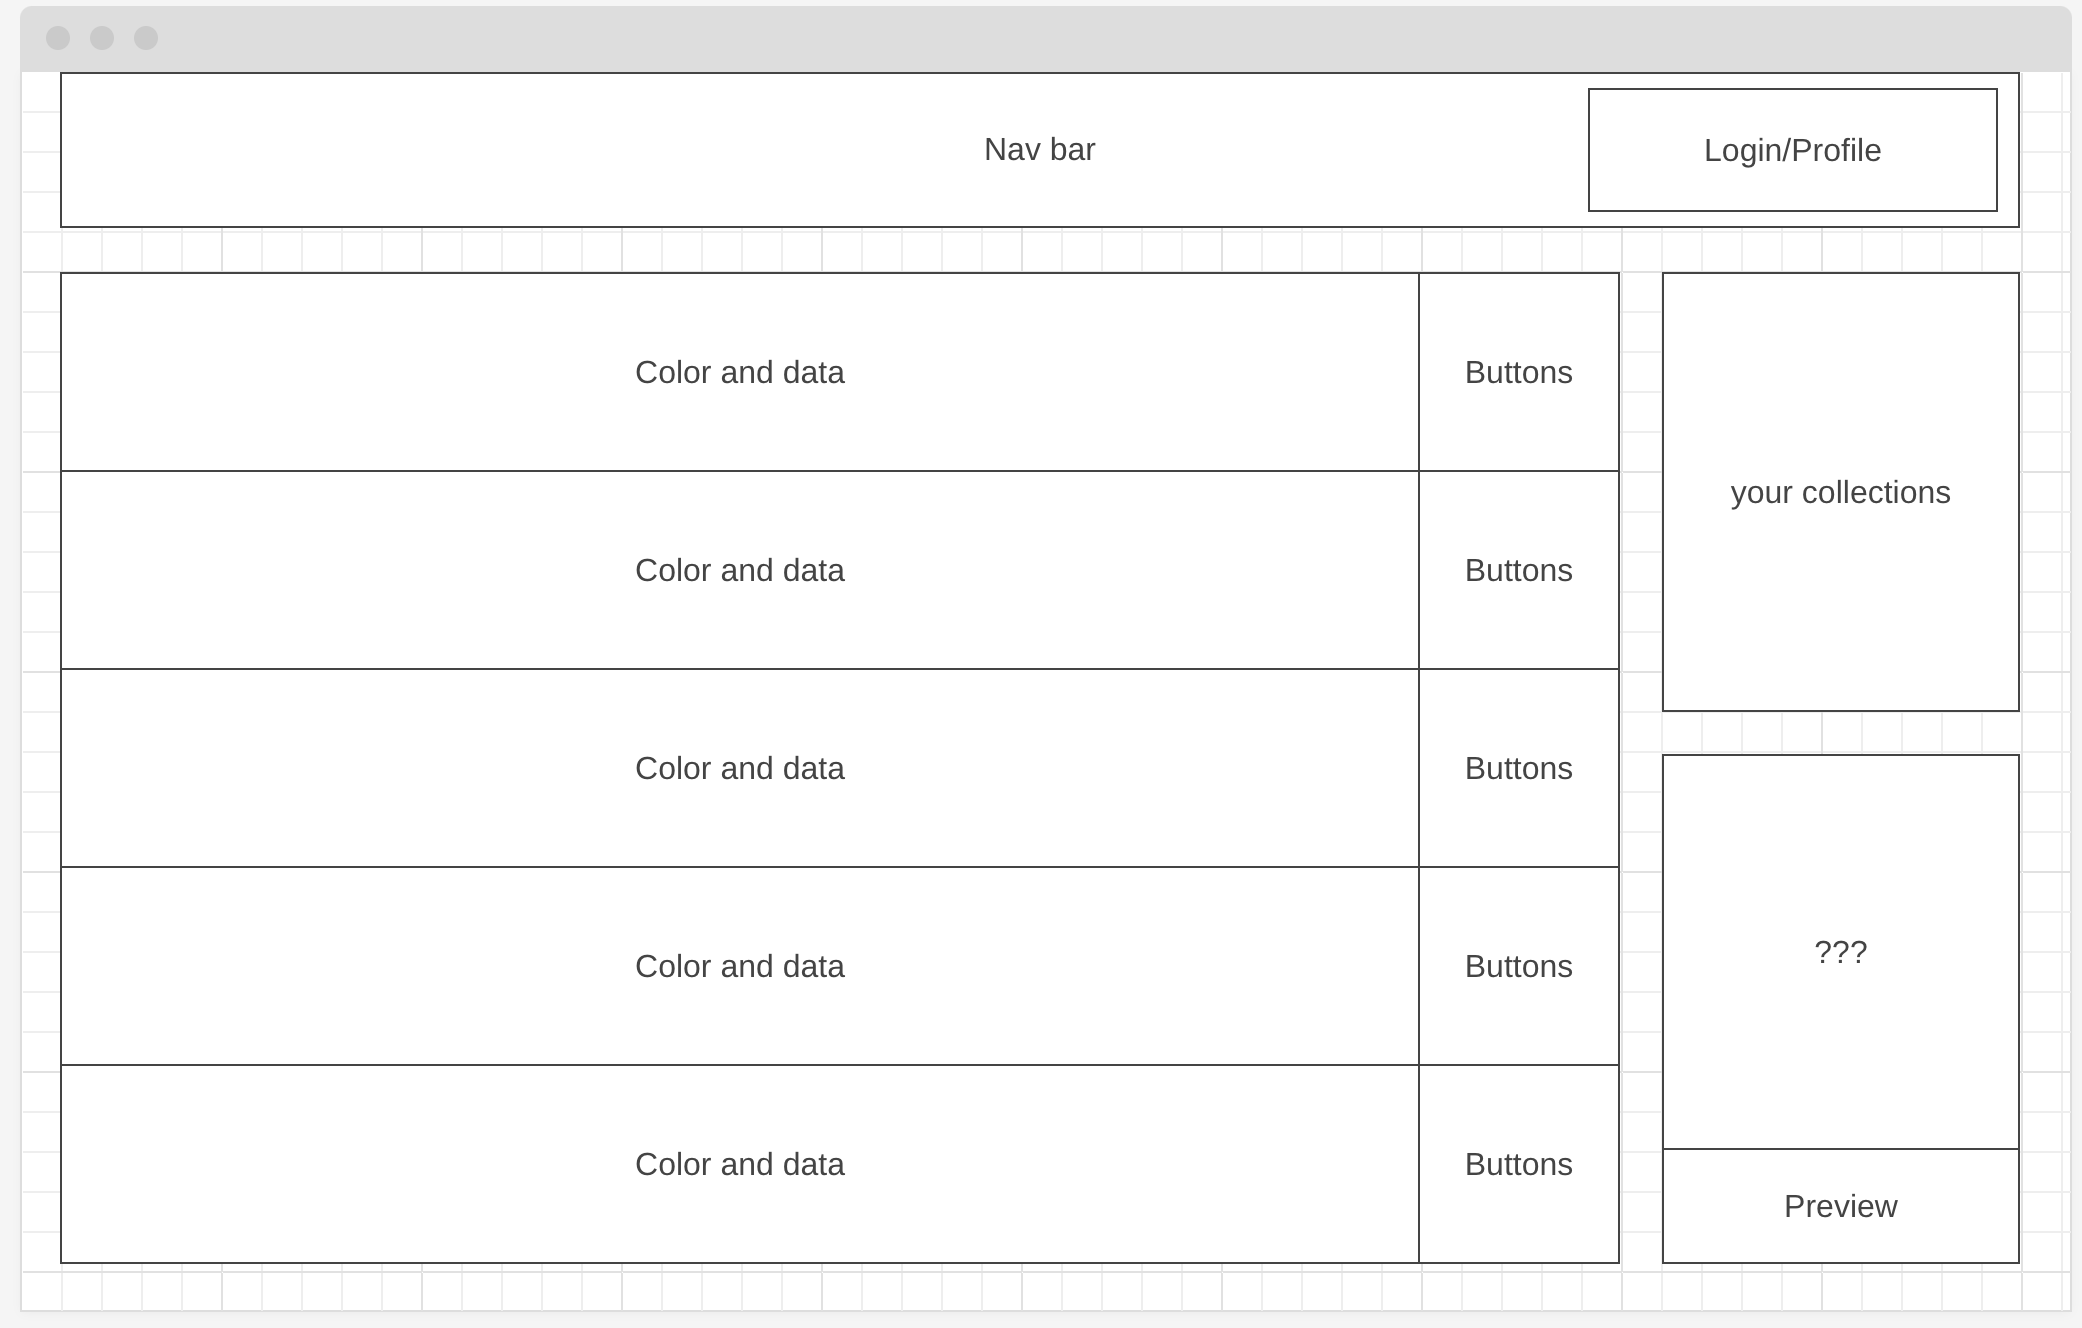 Nav bar
Login/Profile
Color and data
Buttons
Color and data
Buttons
Color and data
Buttons
Color and data
Buttons
Color and data
Buttons
your collections
???
Preview